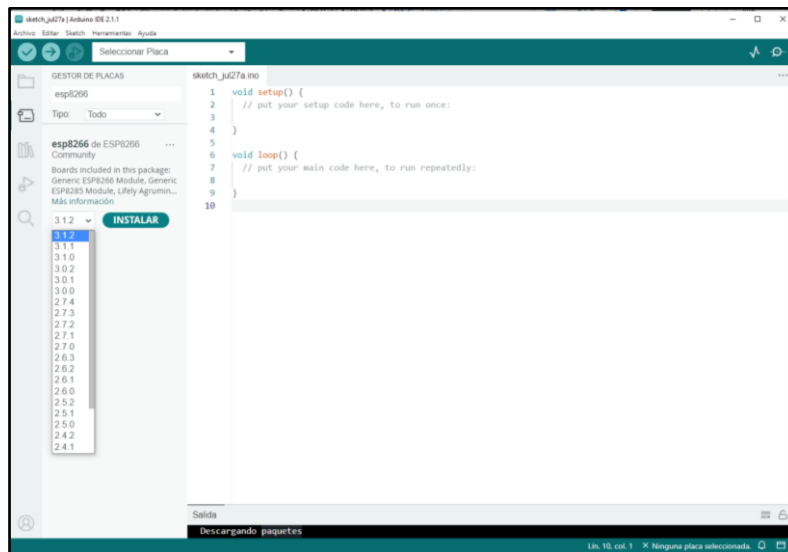 sketch_jul27a | Arduino IDE 2.1.1
Archivo Editar Sketch Herramientas Ayuda
Seleccionar Placa
GESTOR DE PLACAS
esp8266
Tipo: Todo
esp8266 de ESP8266
Community
Boards included in this package:
Generic ESP8266 Module, Generic
ESP8285 Module, Lifely Agrumin...
Más información
3.1.2 INSTALAR
3.1.2
3.1.1
3.1.0
3.0.2
3.0.1
3.0.0
2.7.4
2.7.3
2.7.2
2.7.1
2.7.0
2.6.3
2.6.2
2.6.1
2.6.0
2.5.2
2.5.1
2.5.0
2.4.2
2.4.1
sketch_jul27a.ino
1 void setup() {
2 // put your setup code here, to run once:
3
4 }
5
6 void loop() {
7 // put your main code here, to run repeatedly:
8
9 }
10
Salida
Descargando paquetes
Lín. 10, col. 1 × Ninguna placa seleccionada.